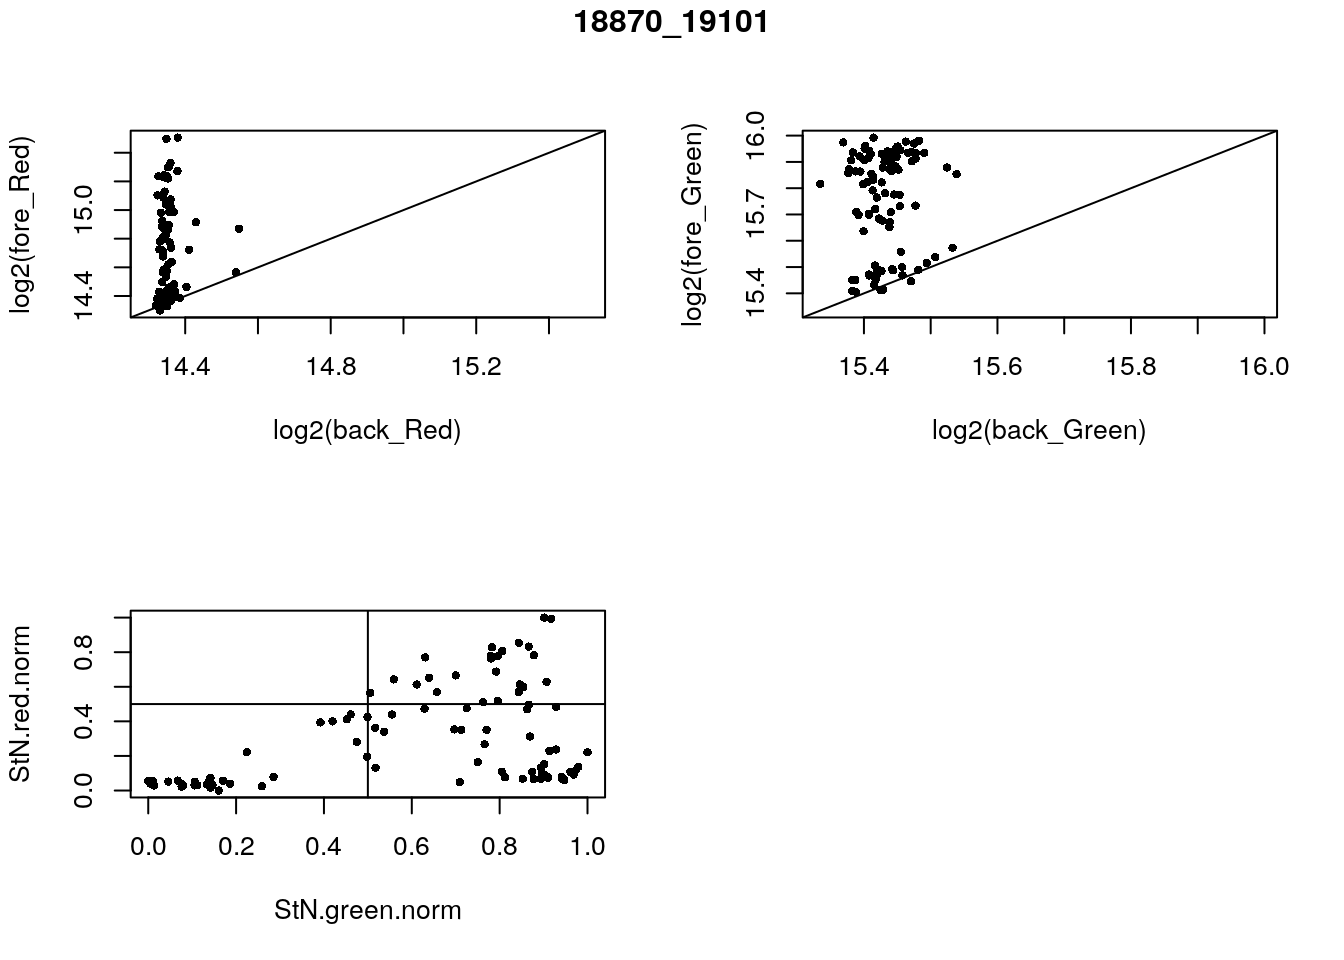 18870_19101
log2(fore_Red)
14.4 15.0
14.4 14.8 15.2
log2(back_Red)
log2(fore_Green)
15.4 15.7 16.0
15.4 15.6 15.8 16.0
log2(back_Green)
StN.red.norm
0.0 0.4 0.8
0.0 0.2 0.4 0.6 0.8 1.0
StN.green.norm